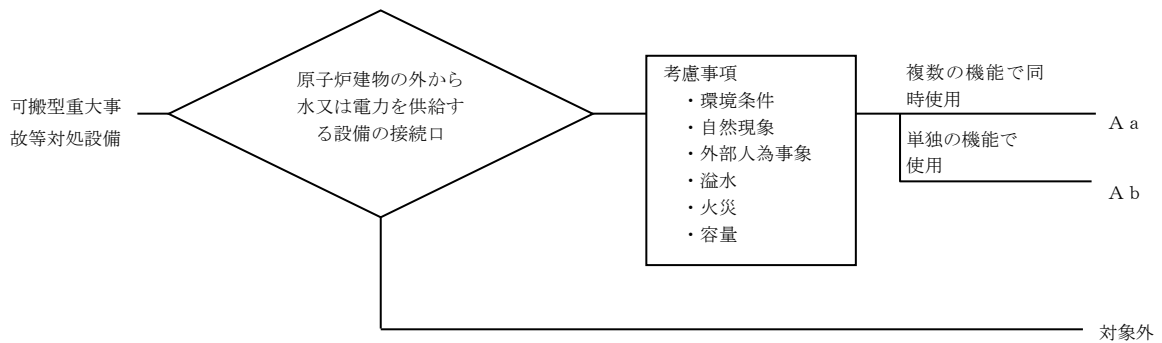 可搬型重大事
故等対処設備
原子炉建物の外から
水又は電力を供給す
る設備の接続口
考慮事項
・環境条件
・自然現象
・外部人為事象
・溢水
・火災
・容量
複数の機能で同
時使用
Ａａ
単独の機能で
使用
Ａｂ
対象外